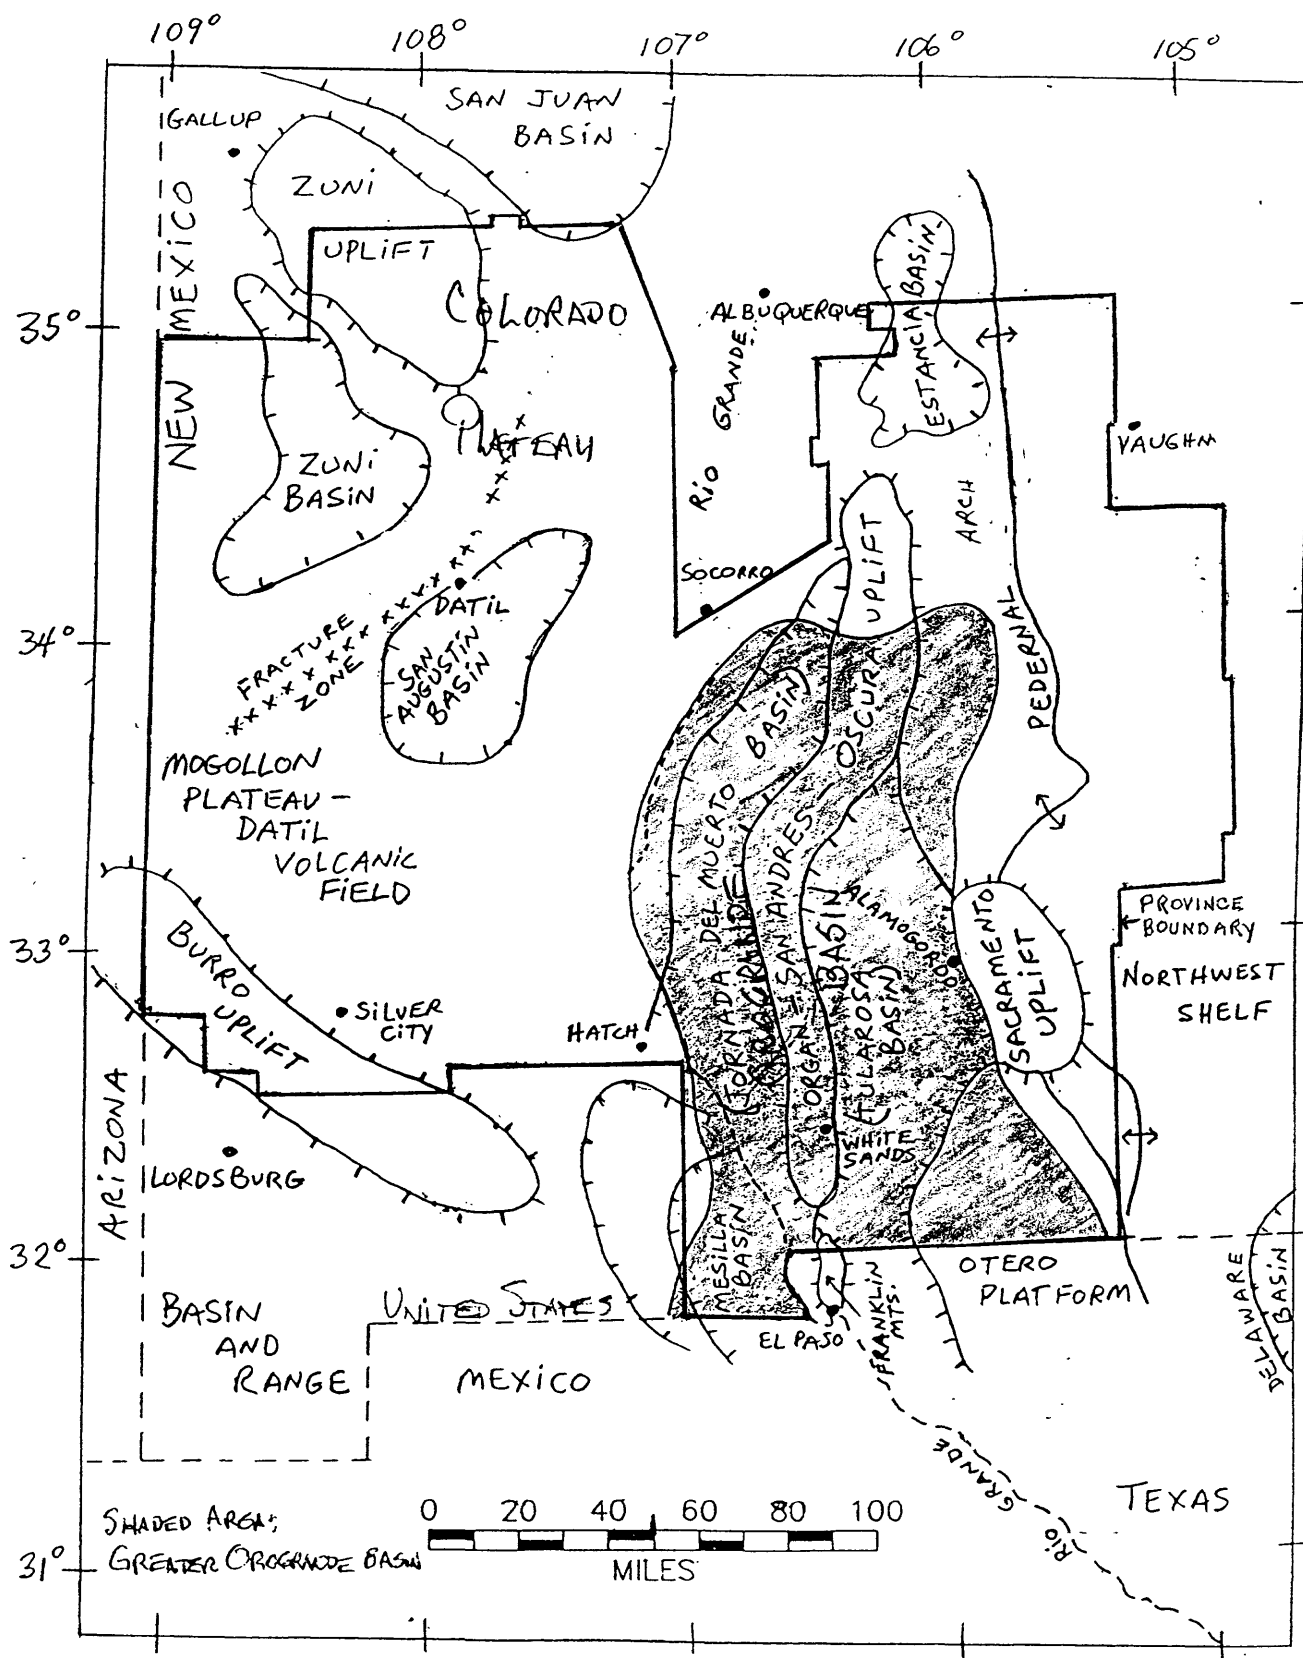 109°
108°
107°
106°
105°
GALLUP
SAN JUAN
BASIN
ZUNI
UPLIFT
NEW MEXICO
COLORADO
PLATEAU
ALBUQUERQUE
ESTANCIA BASIN
35°
RIO GRANDE
VAUGHN
ZUNI
BASIN
ARCH
PEDERNAL
SOCORRO
DATIL
34°
FRACTURE
ZONE
SAN
AUGUSTIN
BASIN
OSCURA UPLIFT
MOGOLLON
PLATEAU-
DATIL
VOLCANIC
FIELD
(JORNADA DEL MUERTO
BASIN)
OROGRANDE
BASIN
ORGAN - SAN ANDRES -
(TULAROSA
BASIN)
ALAMOGORDO
SACRAMENTO
UPLIFT
PROVINCE
BOUNDARY
33°
NORTHWEST
SHELF
BURRO
UPLIFT
SILVER
CITY
HATCH
WHITE
SANDS
ARIZONA
LORDSBURG
MESILLA
BASIN
32°
OTERO
PLATFORM
DELAWARE
BASIN
FRANKLIN
MTS.
EL PASO
BASIN
AND
RANGE
UNITED STATES
MEXICO
RIO GRANDE
TEXAS
SHADED AREA:
GREATER OROGRANDE BASIN
0 20 40 60 80 100
MILES
31°